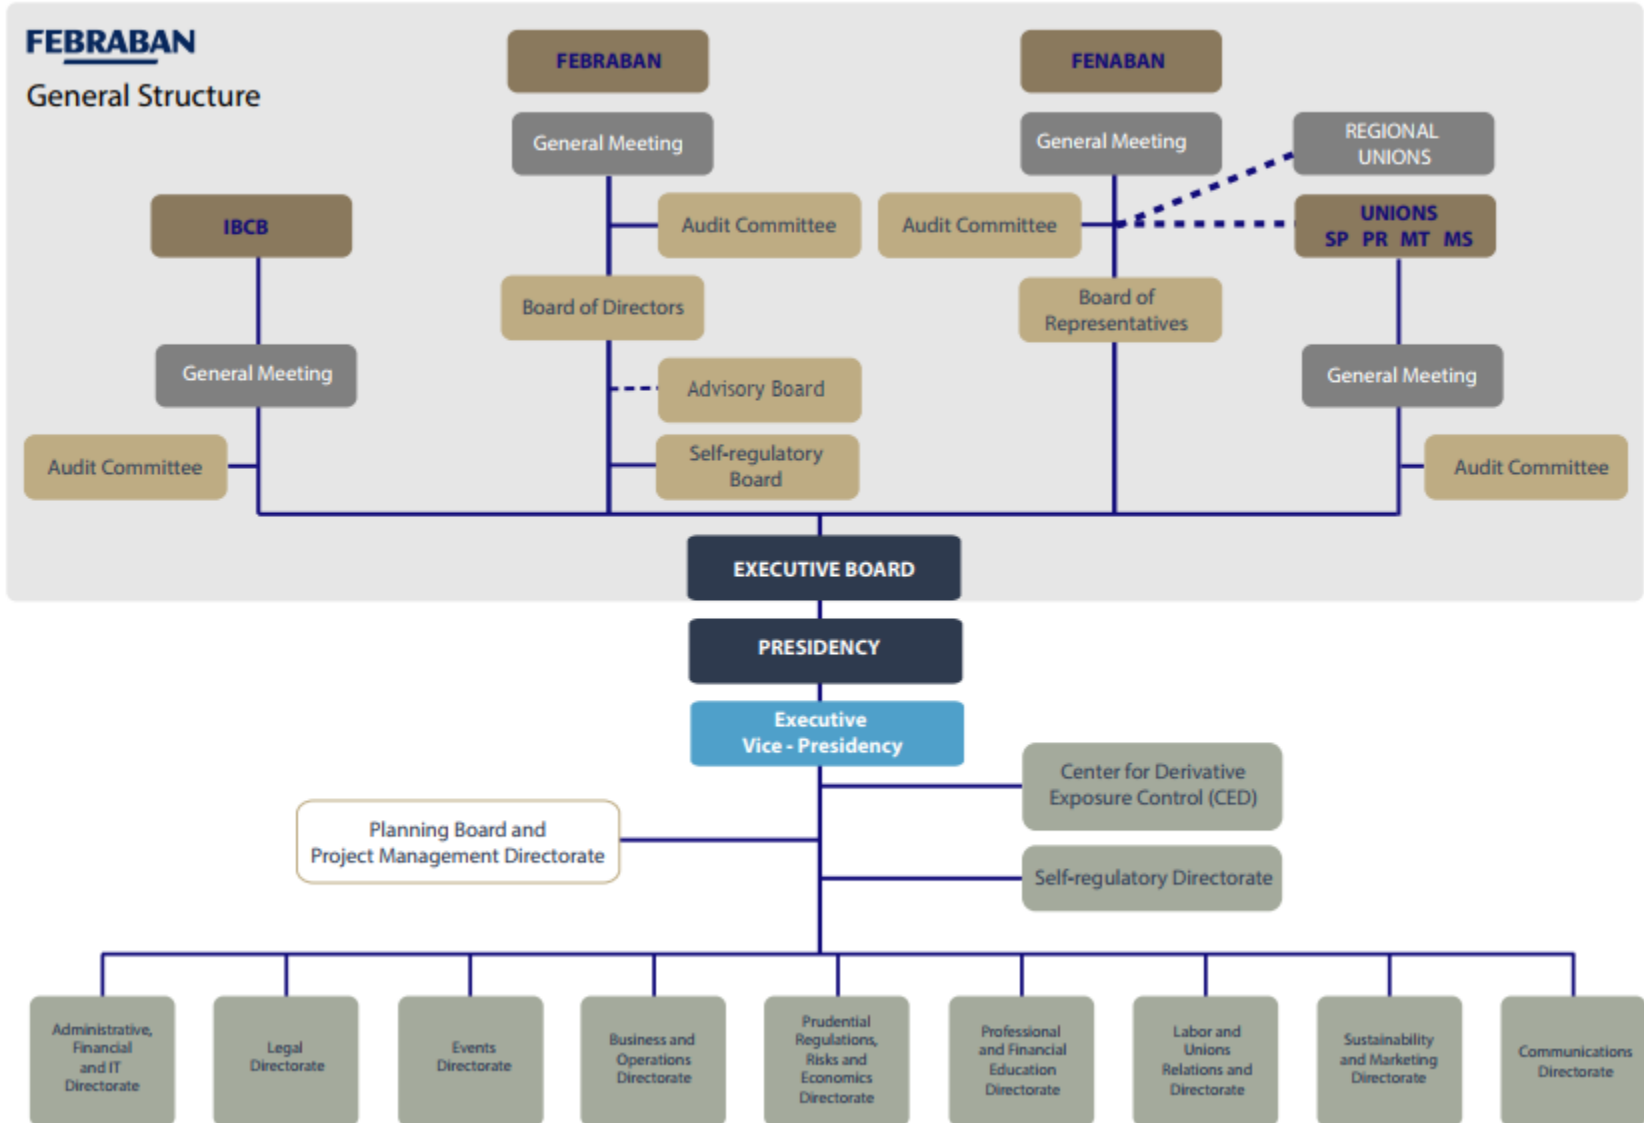 FEBRABAN
General Structure
FEBRABAN
FENABAN
General Meeting
General Meeting
REGIONAL
UNIONS
IBCB
Audit Committee
Audit Committee
UNIONS
SP PR MT MS
Board of Directors
Board of
Representatives
General Meeting
Advisory Board
General Meeting
Audit Committee
Self-regulatory
Board
Audit Committee
EXECUTIVE BOARD
PRESIDENCY
Executive
Vice - Presidency
Center for Derivative
Exposure Control (CED)
Planning Board and
Project Management Directorate
Self-regulatory Directorate
Administrative,
Financial
and IT
Directorate
Legal
Directorate
Events
Directorate
Business and
Operations
Directorate
Prudential
Regulations,
Risks and
Economics
Directorate
Professional
and Financial
Education
Directorate
Labor and
Unions
Relations and
Directorate
Sustainability
and Marketing
Directorate
Communications
Directorate